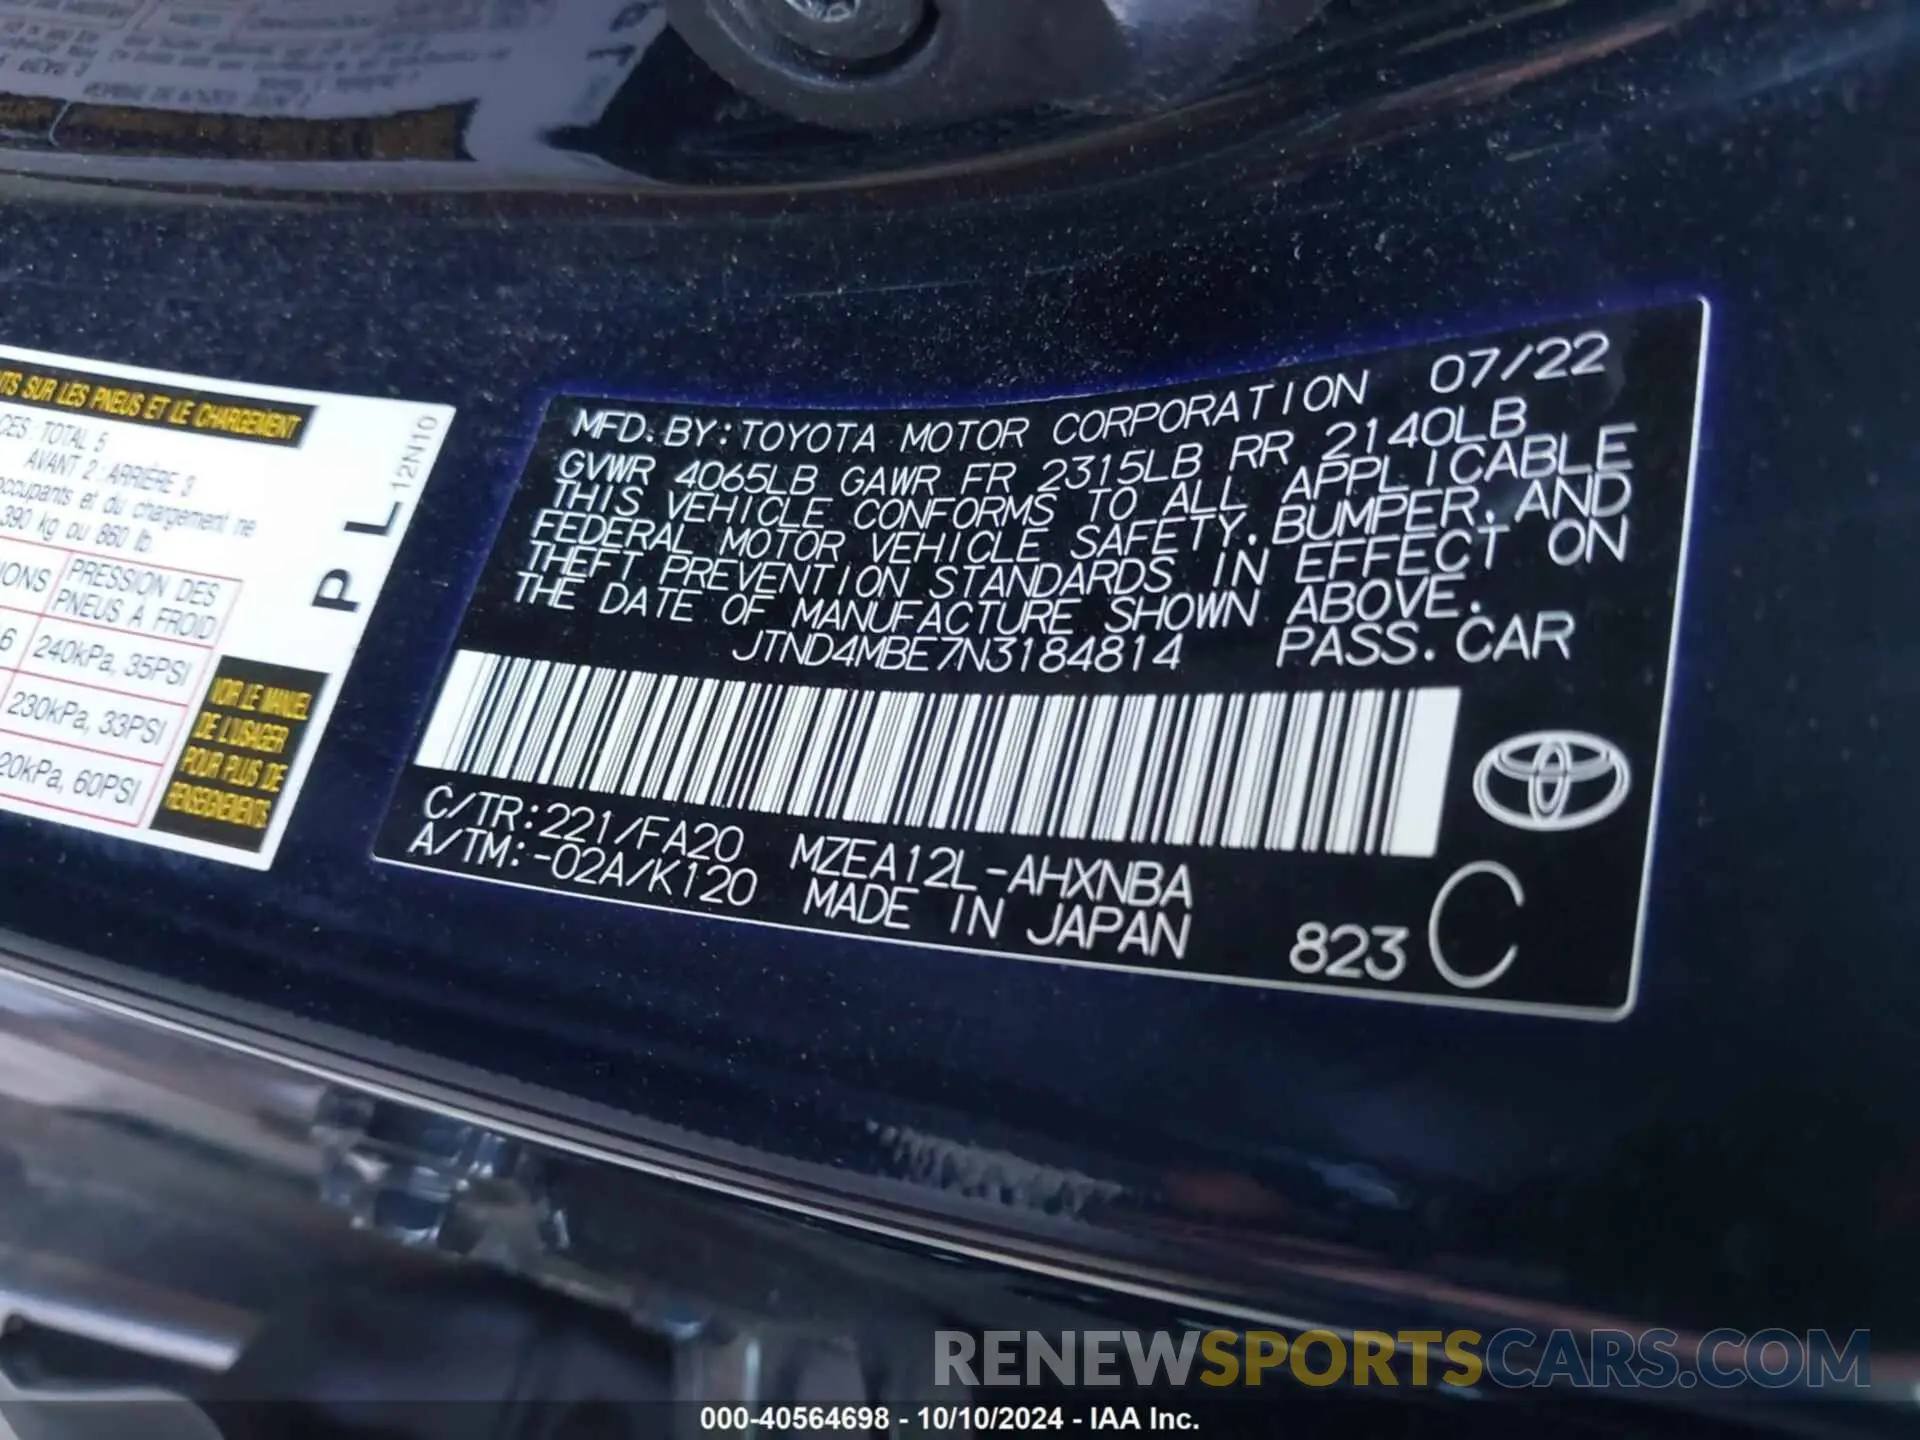 TS SUR LES PNEUS ET LE CHARGEMENT
CES : TOTAL 5
AVANT 2 : ARRIÈRE 3
occupants et du chargement ne
390 kg ou 860 lb
IONS
PRESSION DES
PNEUS À FROID
6
240kPa, 35PSI
230kPa, 33PSI
20kPa, 60PSI
VOIR LE MANUEL
DE L'USAGER
POUR PLUS DE
RENSEIGNEMENTS
P L 12N10
MFD. BY: TOYOTA MOTOR CORPORATION 07/22
GVWR 4065LB GAWR FR 2315LB RR 2140LB
THIS VEHICLE CONFORMS TO ALL APPLICABLE
FEDERAL MOTOR VEHICLE SAFETY, BUMPER, AND
THEFT PREVENTION STANDARDS IN EFFECT ON
THE DATE OF MANUFACTURE SHOWN ABOVE.
JTND4MBE7N3184814 PASS. CAR
C/TR:221/FA20 MZEA12L-AHXNBA
A/TM:-02A/K120 MADE IN JAPAN
823 C
RENEWSPORTSCARS.COM
000-40564698 - 10/10/2024 - IAA Inc.